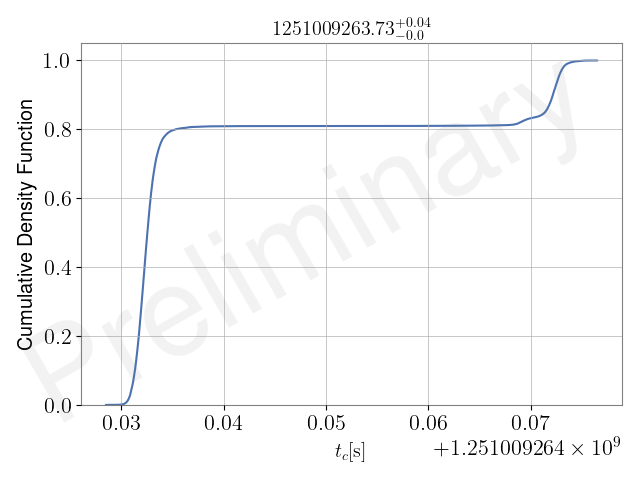 1251009263.73^{+0.04}_{-0.0}
Cumulative Density Function
1.0
0.8
0.6
0.4
0.2
0.0
0.03 0.04 0.05 0.06 0.07
t_c[s]
+1.251009264 × 10^9
Preliminary